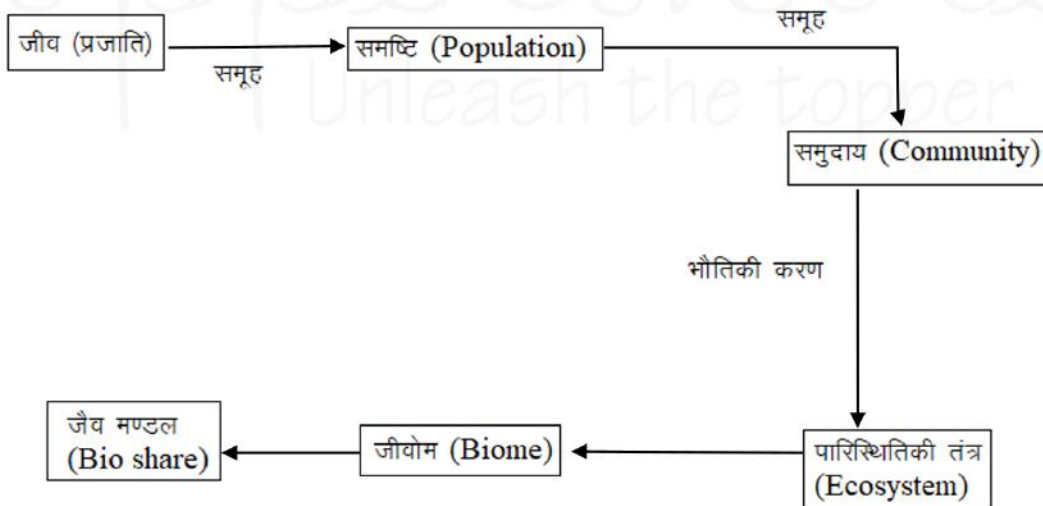 जीव (प्रजाति)
समूह
समष्टि (Population)
समूह
Unleash the topper
समुदाय (Community)
भौतिकी करण
पारिस्थितिकी तंत्र
(Ecosystem)
जीवोम (Biome)
जैव मण्डल
(Bio share)